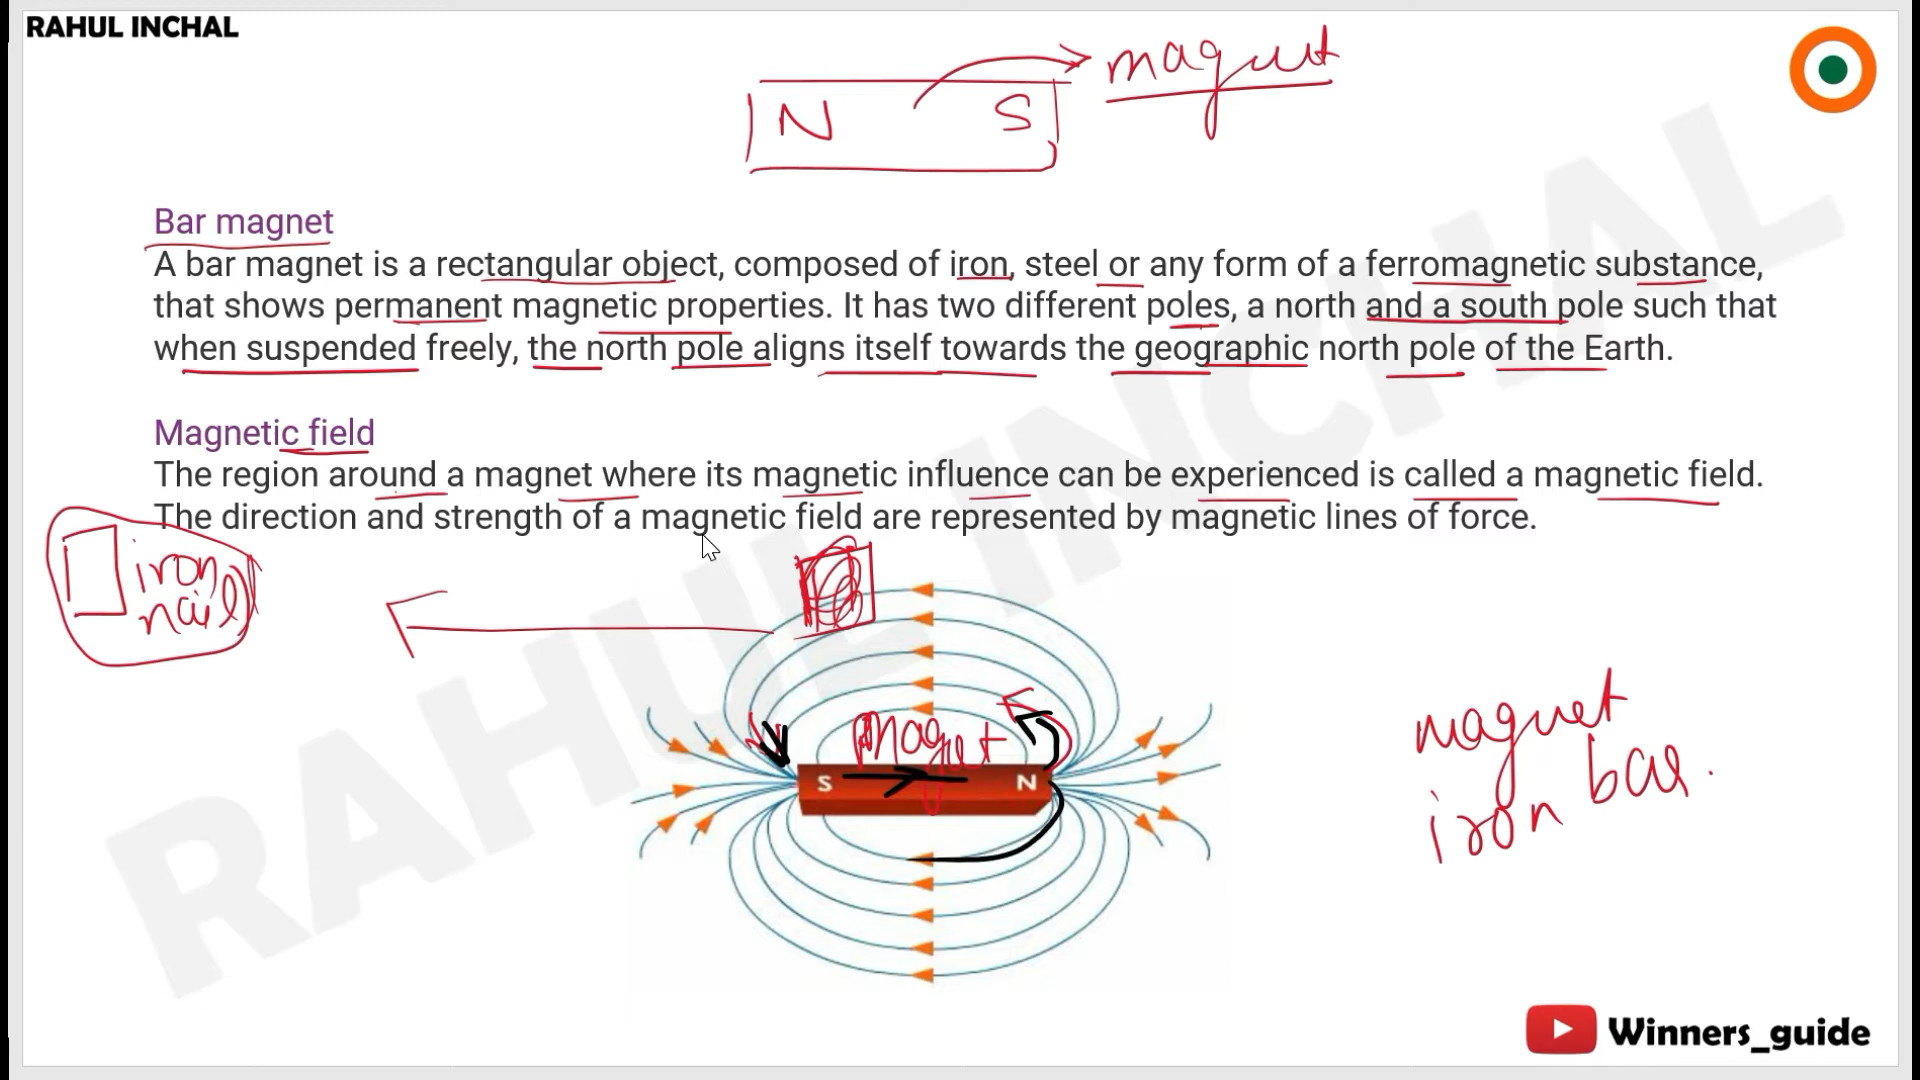 RAHUL INCHAL
magnet
N S
Bar magnet
A bar magnet is a rectangular object, composed of iron, steel or any form of a ferromagnetic substance,
that shows permanent magnetic properties. It has two different poles, a north and a south pole such that
when suspended freely, the north pole aligns itself towards the geographic north pole of the Earth.
Magnetic field
The region around a magnet where its magnetic influence can be experienced is called a magnetic field.
The direction and strength of a magnetic field are represented by magnetic lines of force.
iron
nail
magnet
S N
magnet
iron bar.
RAHUL INCHAL
Winners_guide